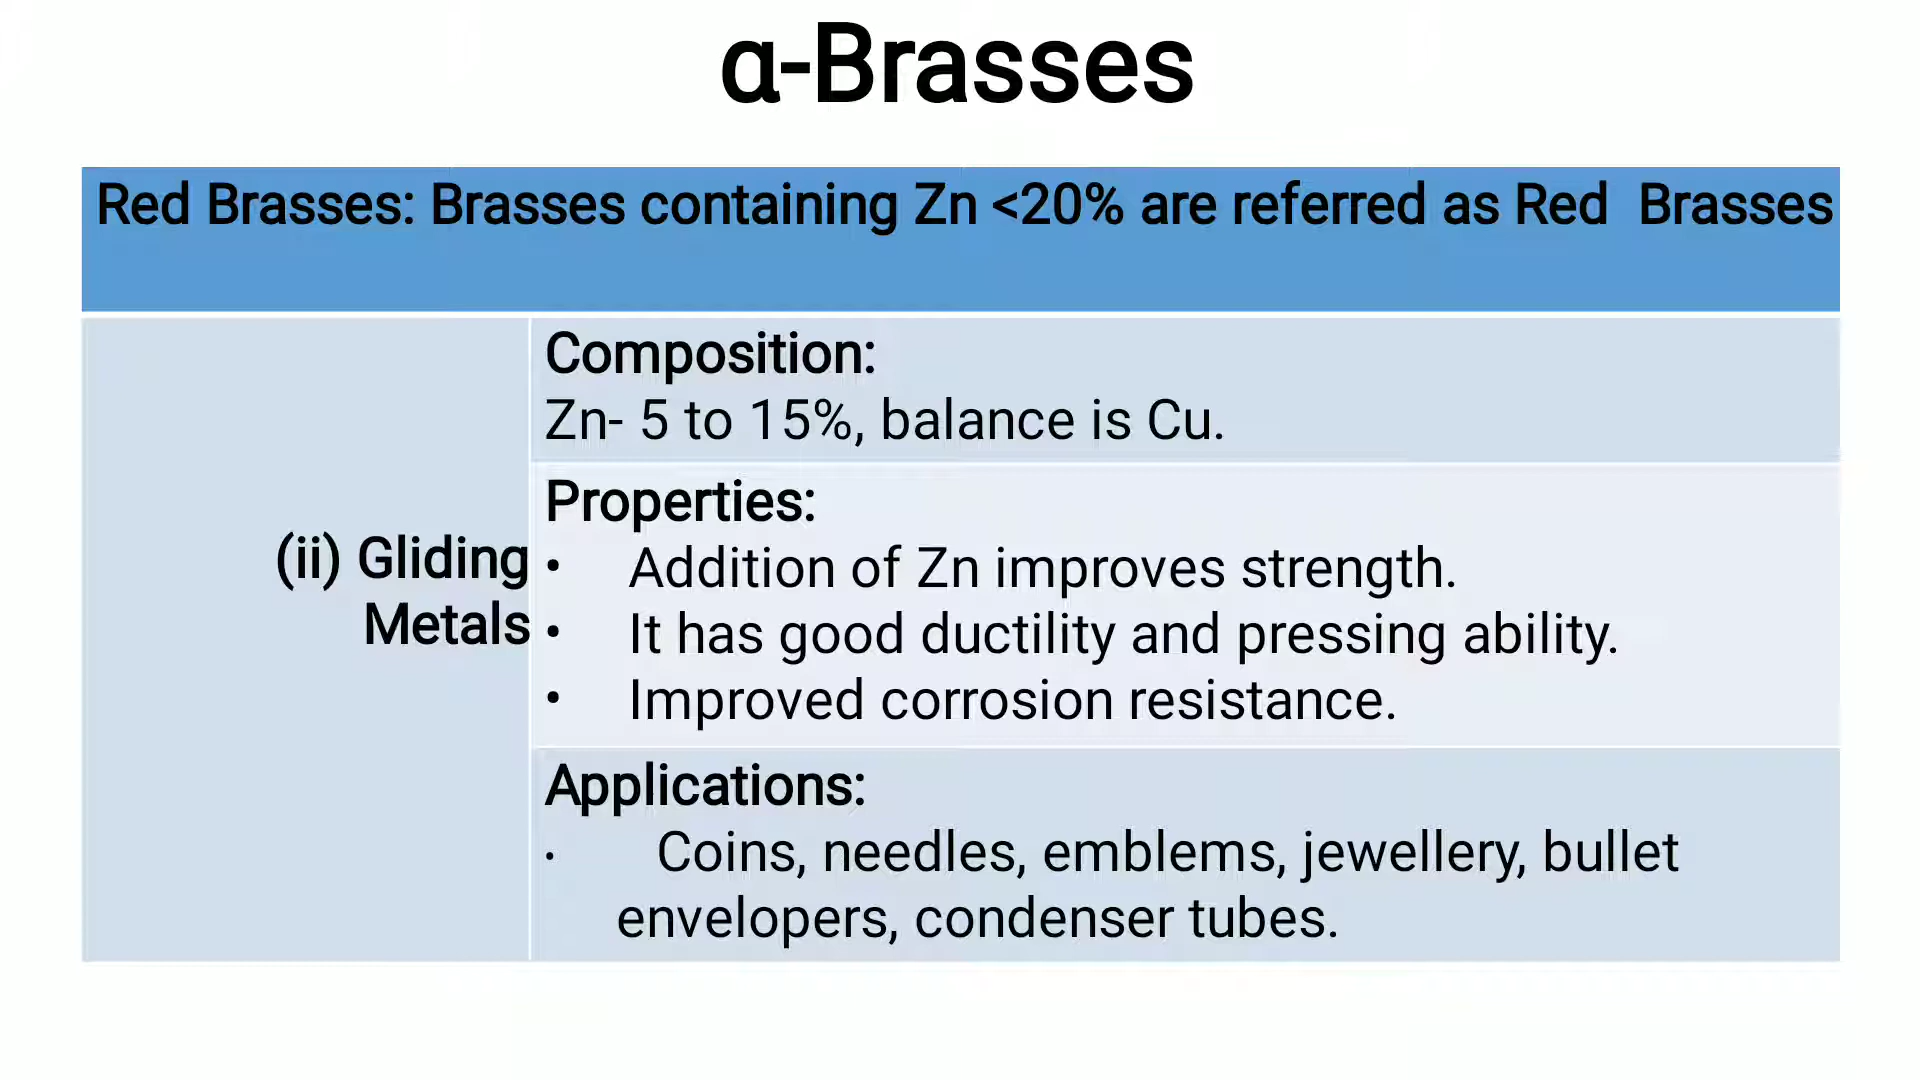 α-Brasses
Red Brasses: Brasses containing Zn <20% are referred as Red Brasses
(ii) Gliding
Metals
Composition:
Zn- 5 to 15%, balance is Cu.
Properties:
• Addition of Zn improves strength.
• It has good ductility and pressing ability.
• Improved corrosion resistance.
Applications:
• Coins, needles, emblems, jewellery, bullet
envelopers, condenser tubes.